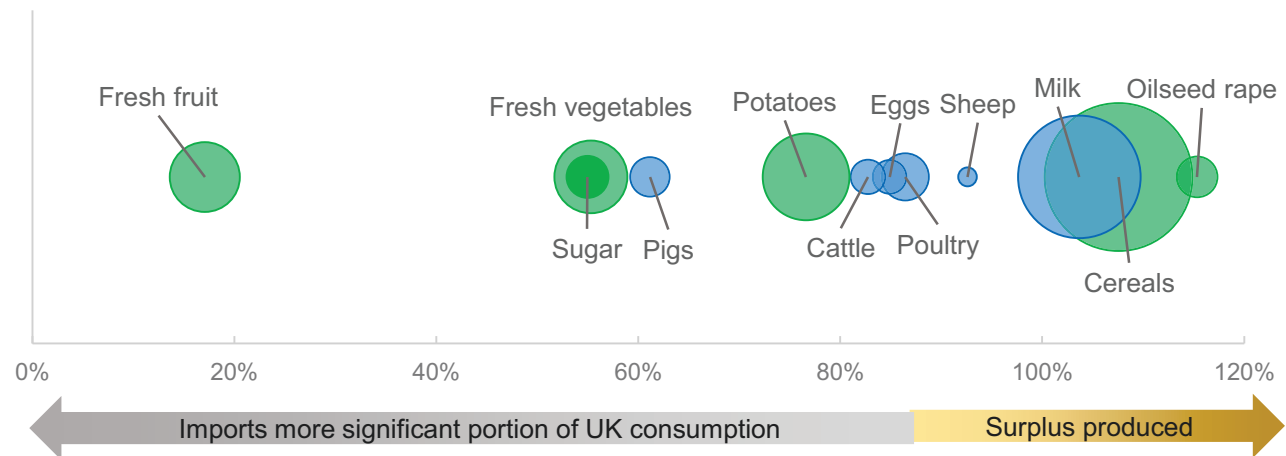 Fresh fruit
Fresh vegetables
Potatoes
Eggs
Sheep
Milk
Oilseed rape
Sugar
Pigs
Cattle
Poultry
Cereals
0%
20%
40%
60%
80%
100%
120%
Imports more significant portion of UK consumption
Surplus produced